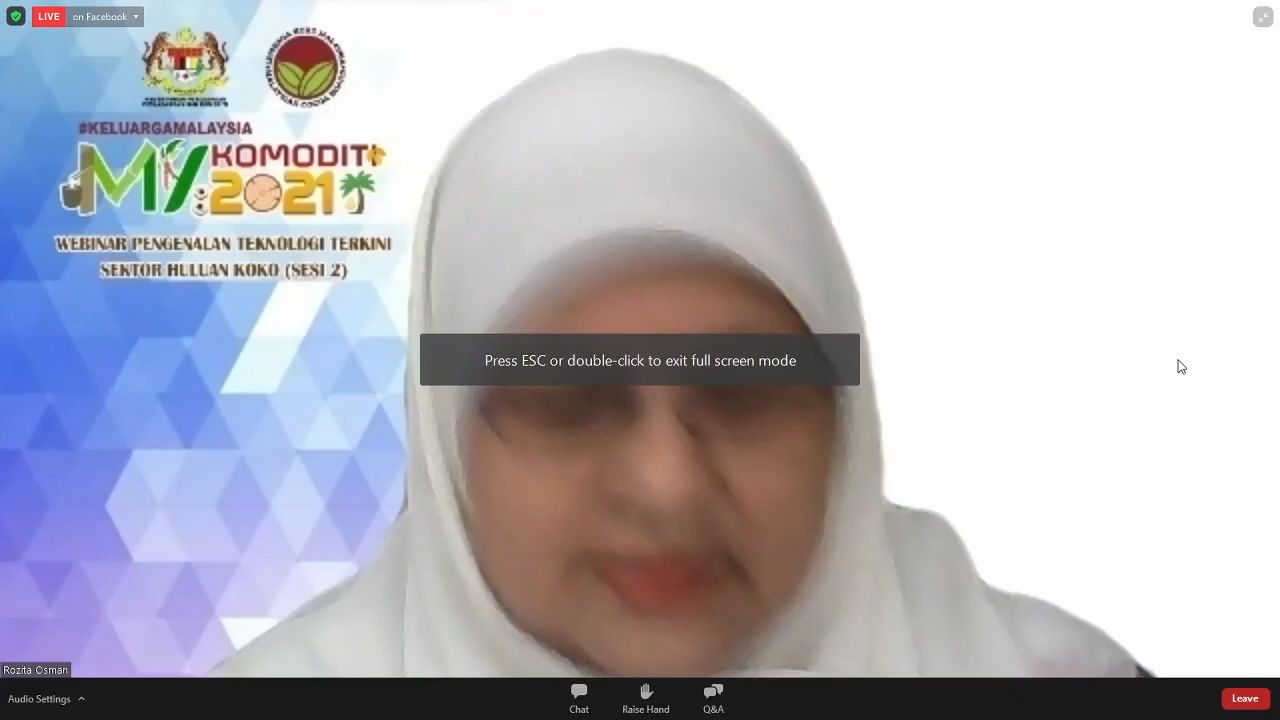 LIVE
on Facebook
#KELUARGAMALAYSIA
MY KOMODITI
2021
WEBINAR PENGENALAN TEKNOLOGI TERKINI
SEKTOR HULUAN KOKO (SESI 2)
Press ESC or double-click to exit full screen mode
Rozita Osman
Audio Settings
Chat
Raise Hand
Q&A
Leave